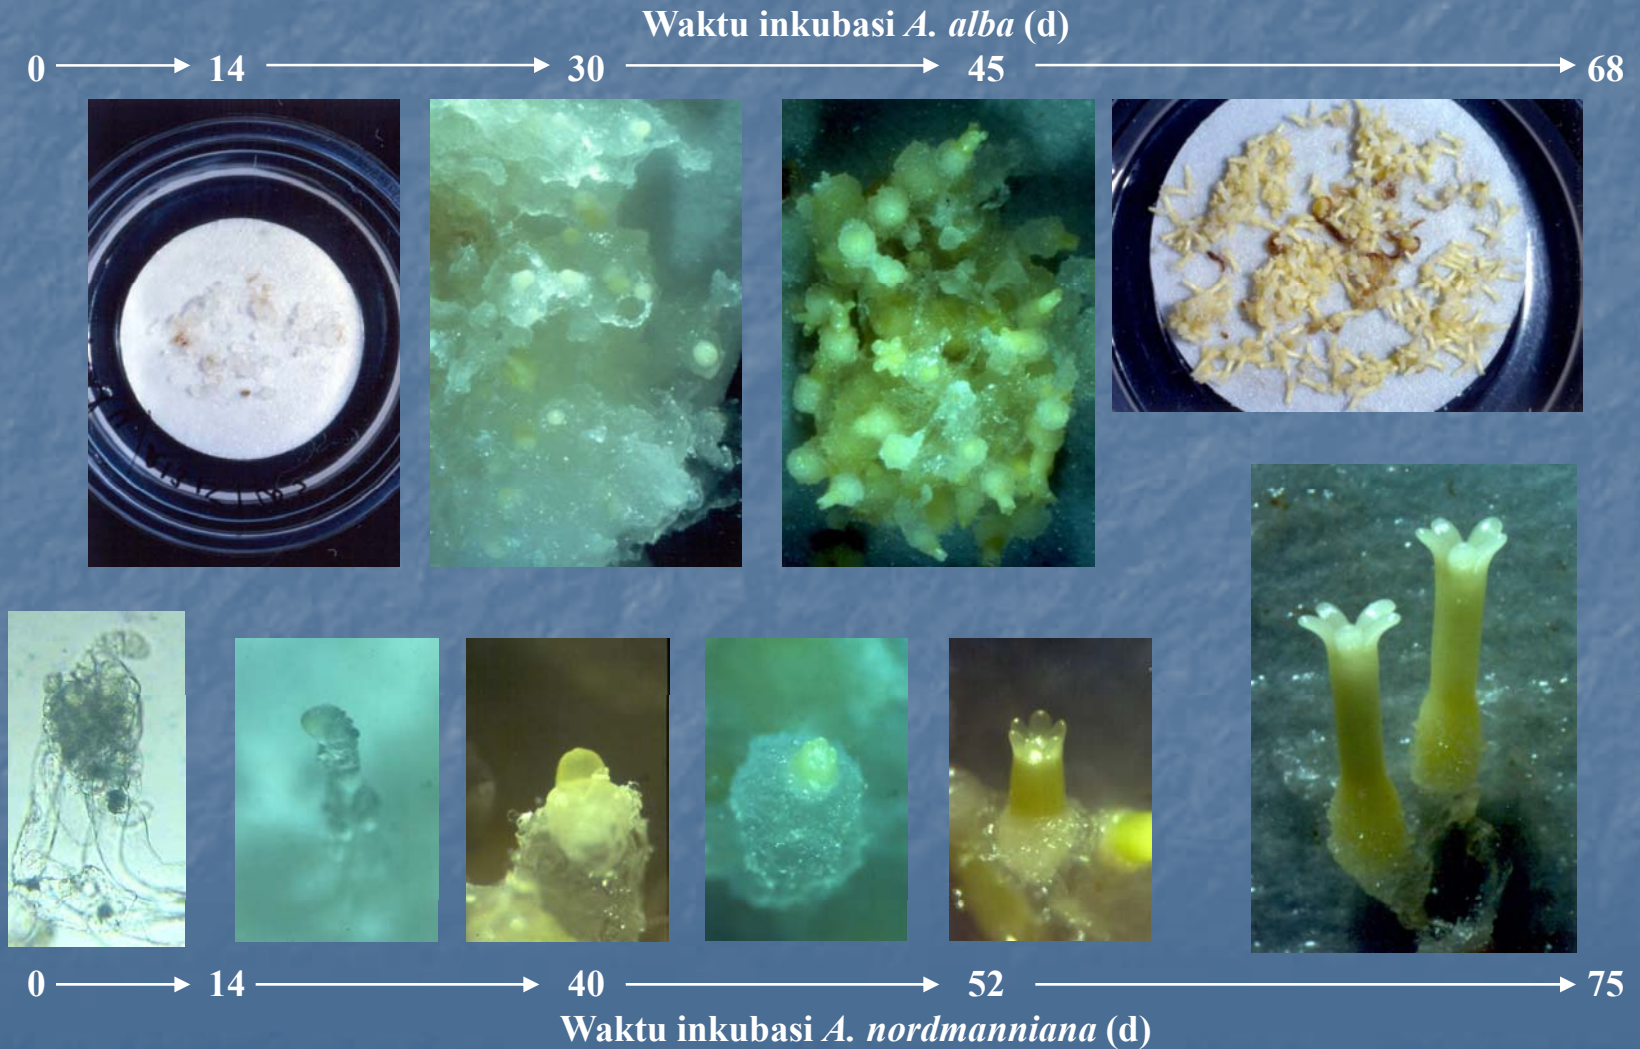 Waktu inkubasi A. alba (d)
0 14 30 45 68
0 14 40 52 75
Waktu inkubasi A. nordmanniana (d)